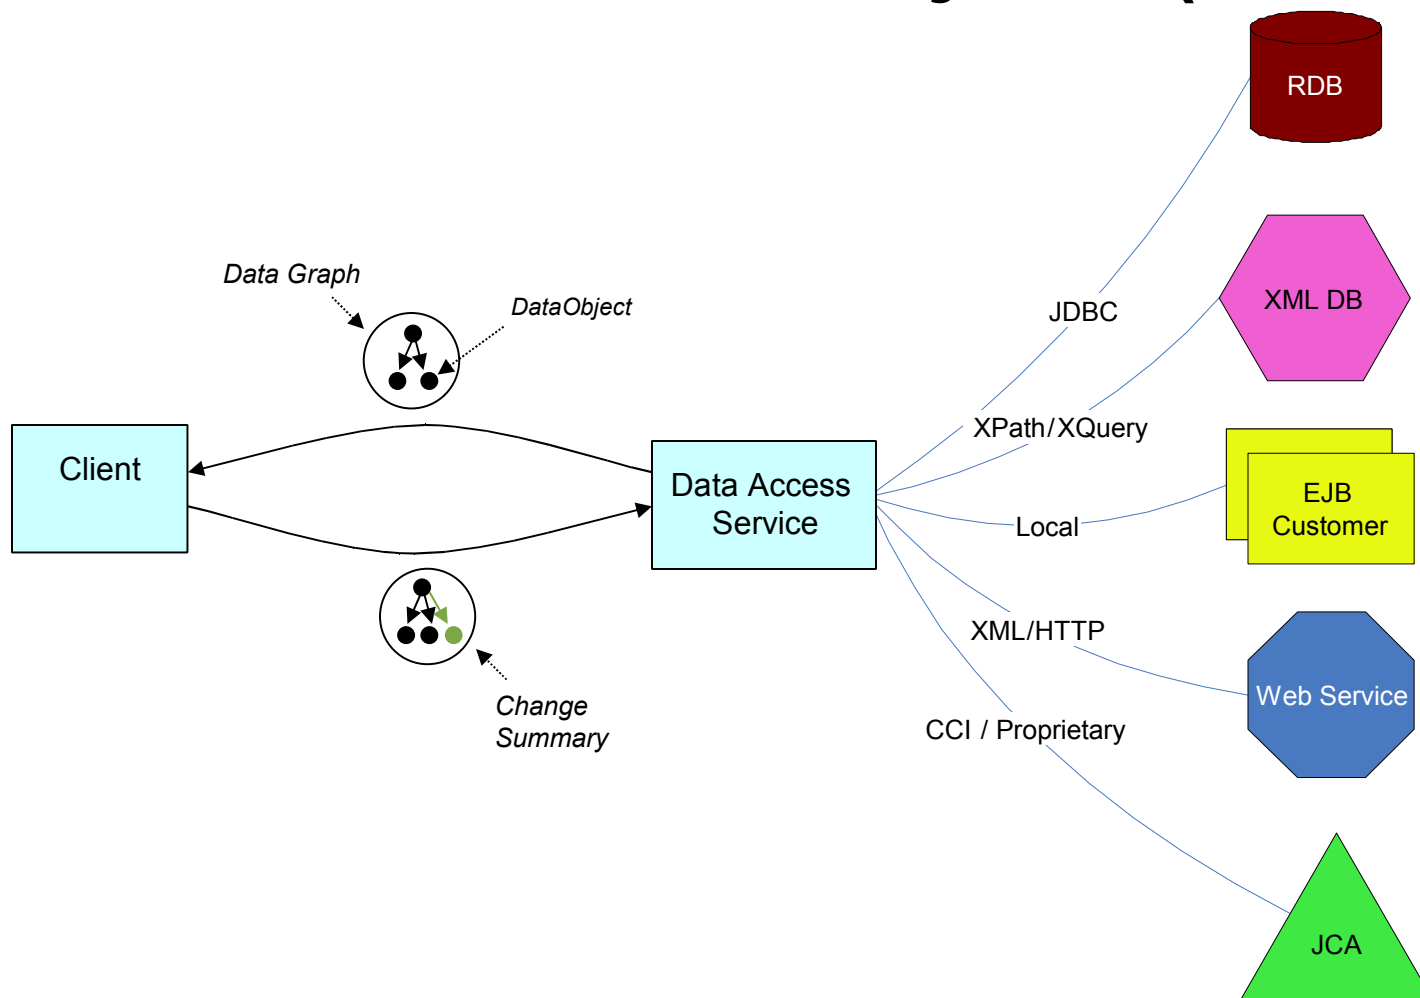 RDB
Data Graph
DataObject
JDBC
XML DB
XPath/XQuery
Client
Data Access
Service
EJB
Customer
Local
XML/HTTP
Web Service
Change
Summary
CCI / Proprietary
JCA